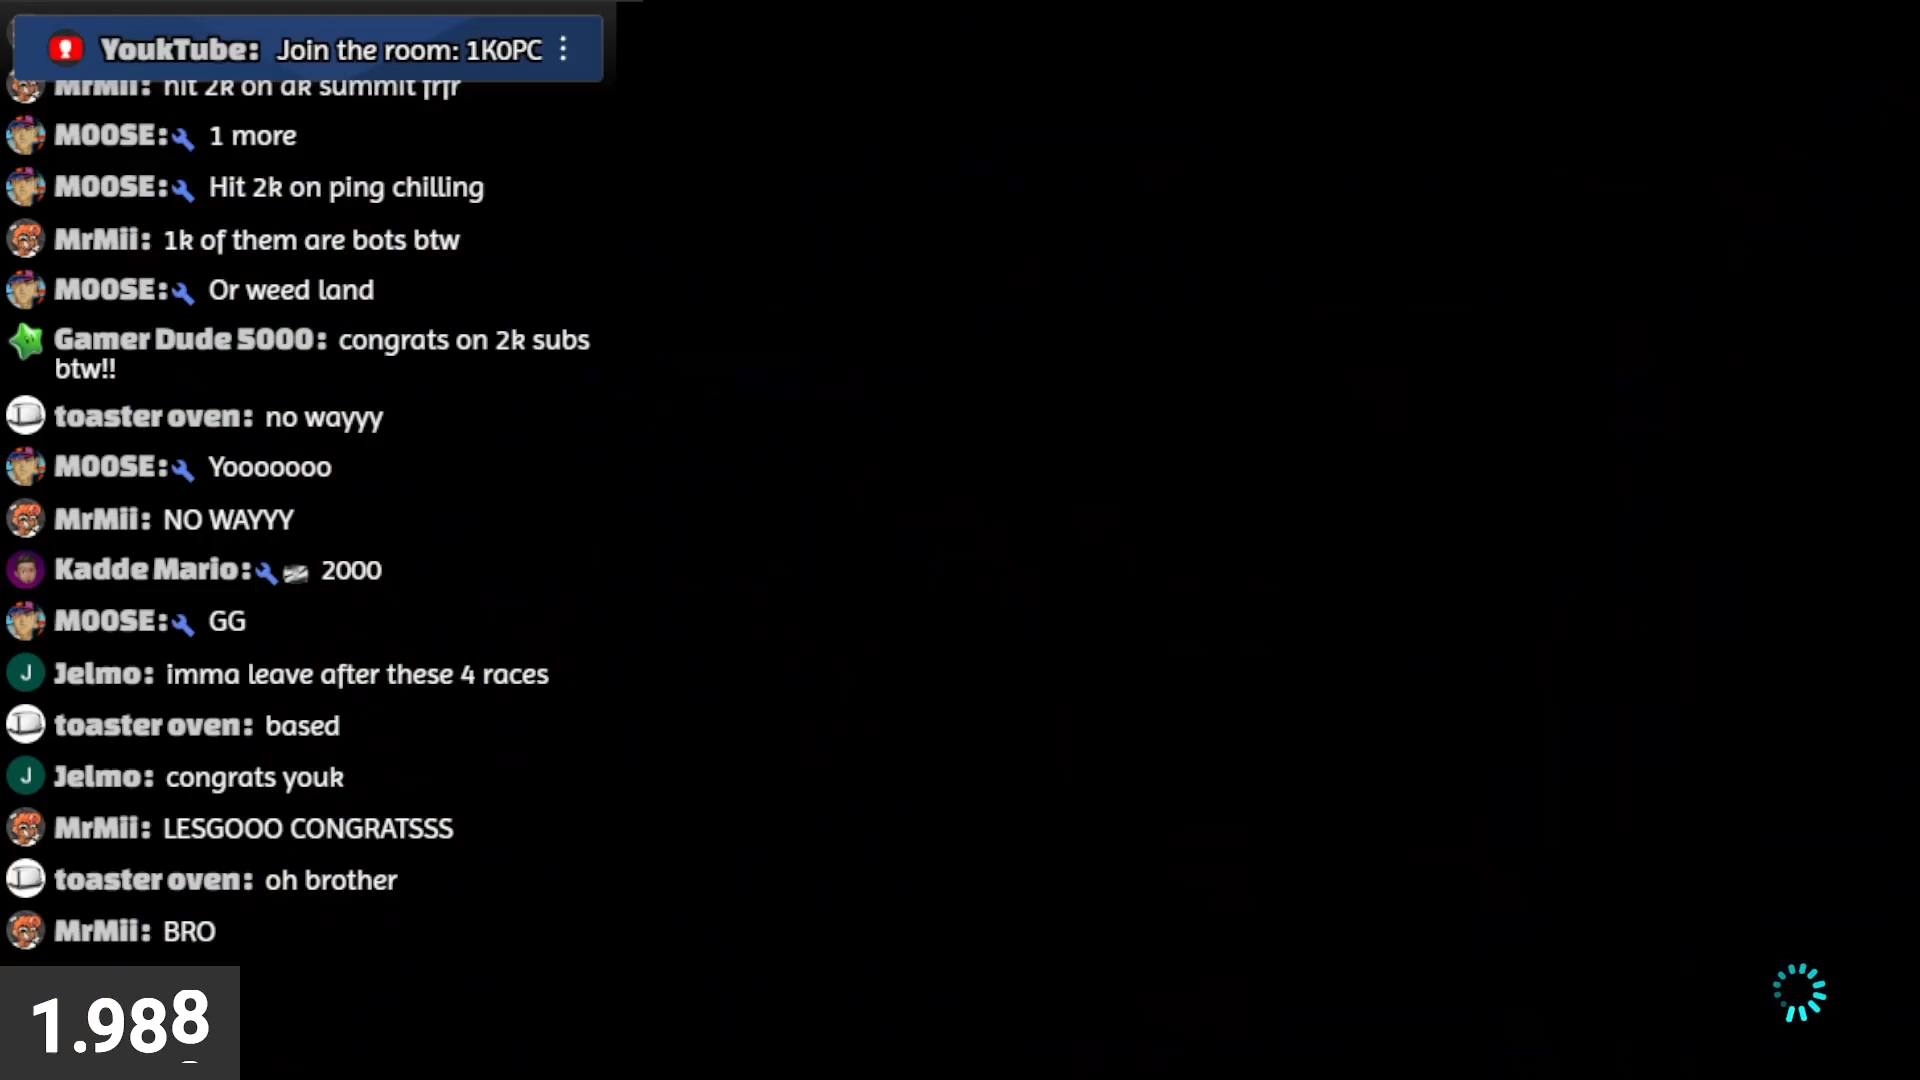 YoukTube: Join the room: 1K0PC
MrMii: hit 2k on dk summit frfr
MOOSE: 1 more
MOOSE: Hit 2k on ping chilling
MrMii: 1k of them are bots btw
MOOSE: Or weed land
Gamer Dude 5000: congrats on 2k subs
btw!!
toaster oven: no wayyy
MOOSE: Yooooooo
MrMii: NO WAYYY
Kadde Mario: 2000
MOOSE: GG
J Jelmo: imma leave after these 4 races
toaster oven: based
J Jelmo: congrats youk
MrMii: LESGOOO CONGRATSSS
toaster oven: oh brother
MrMii: BRO
1.988